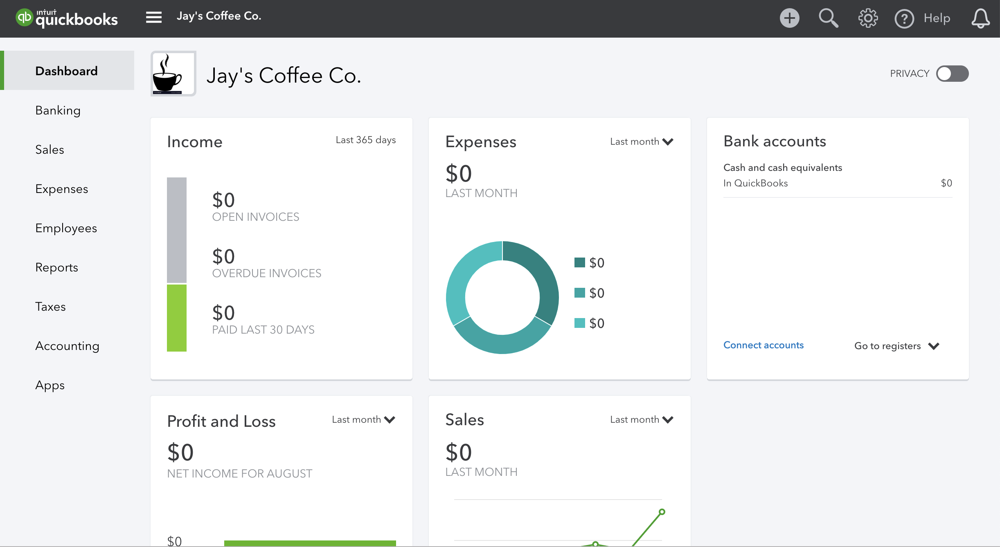 intuit
quickbooks
Jay's Coffee Co.
Help
Dashboard
Banking
Sales
Expenses
Employees
Reports
Taxes
Accounting
Apps
Jay's Coffee Co.
PRIVACY
Income
Last 365 days
$0
OPEN INVOICES
$0
OVERDUE INVOICES
$0
PAID LAST 30 DAYS
Expenses
Last month
$0
LAST MONTH
$0
$0
$0
Bank accounts
Cash and cash equivalents
In QuickBooks $0
Connect accounts
Go to registers
Profit and Loss
Last month
$0
NET INCOME FOR AUGUST
$0
Sales
Last month
$0
LAST MONTH